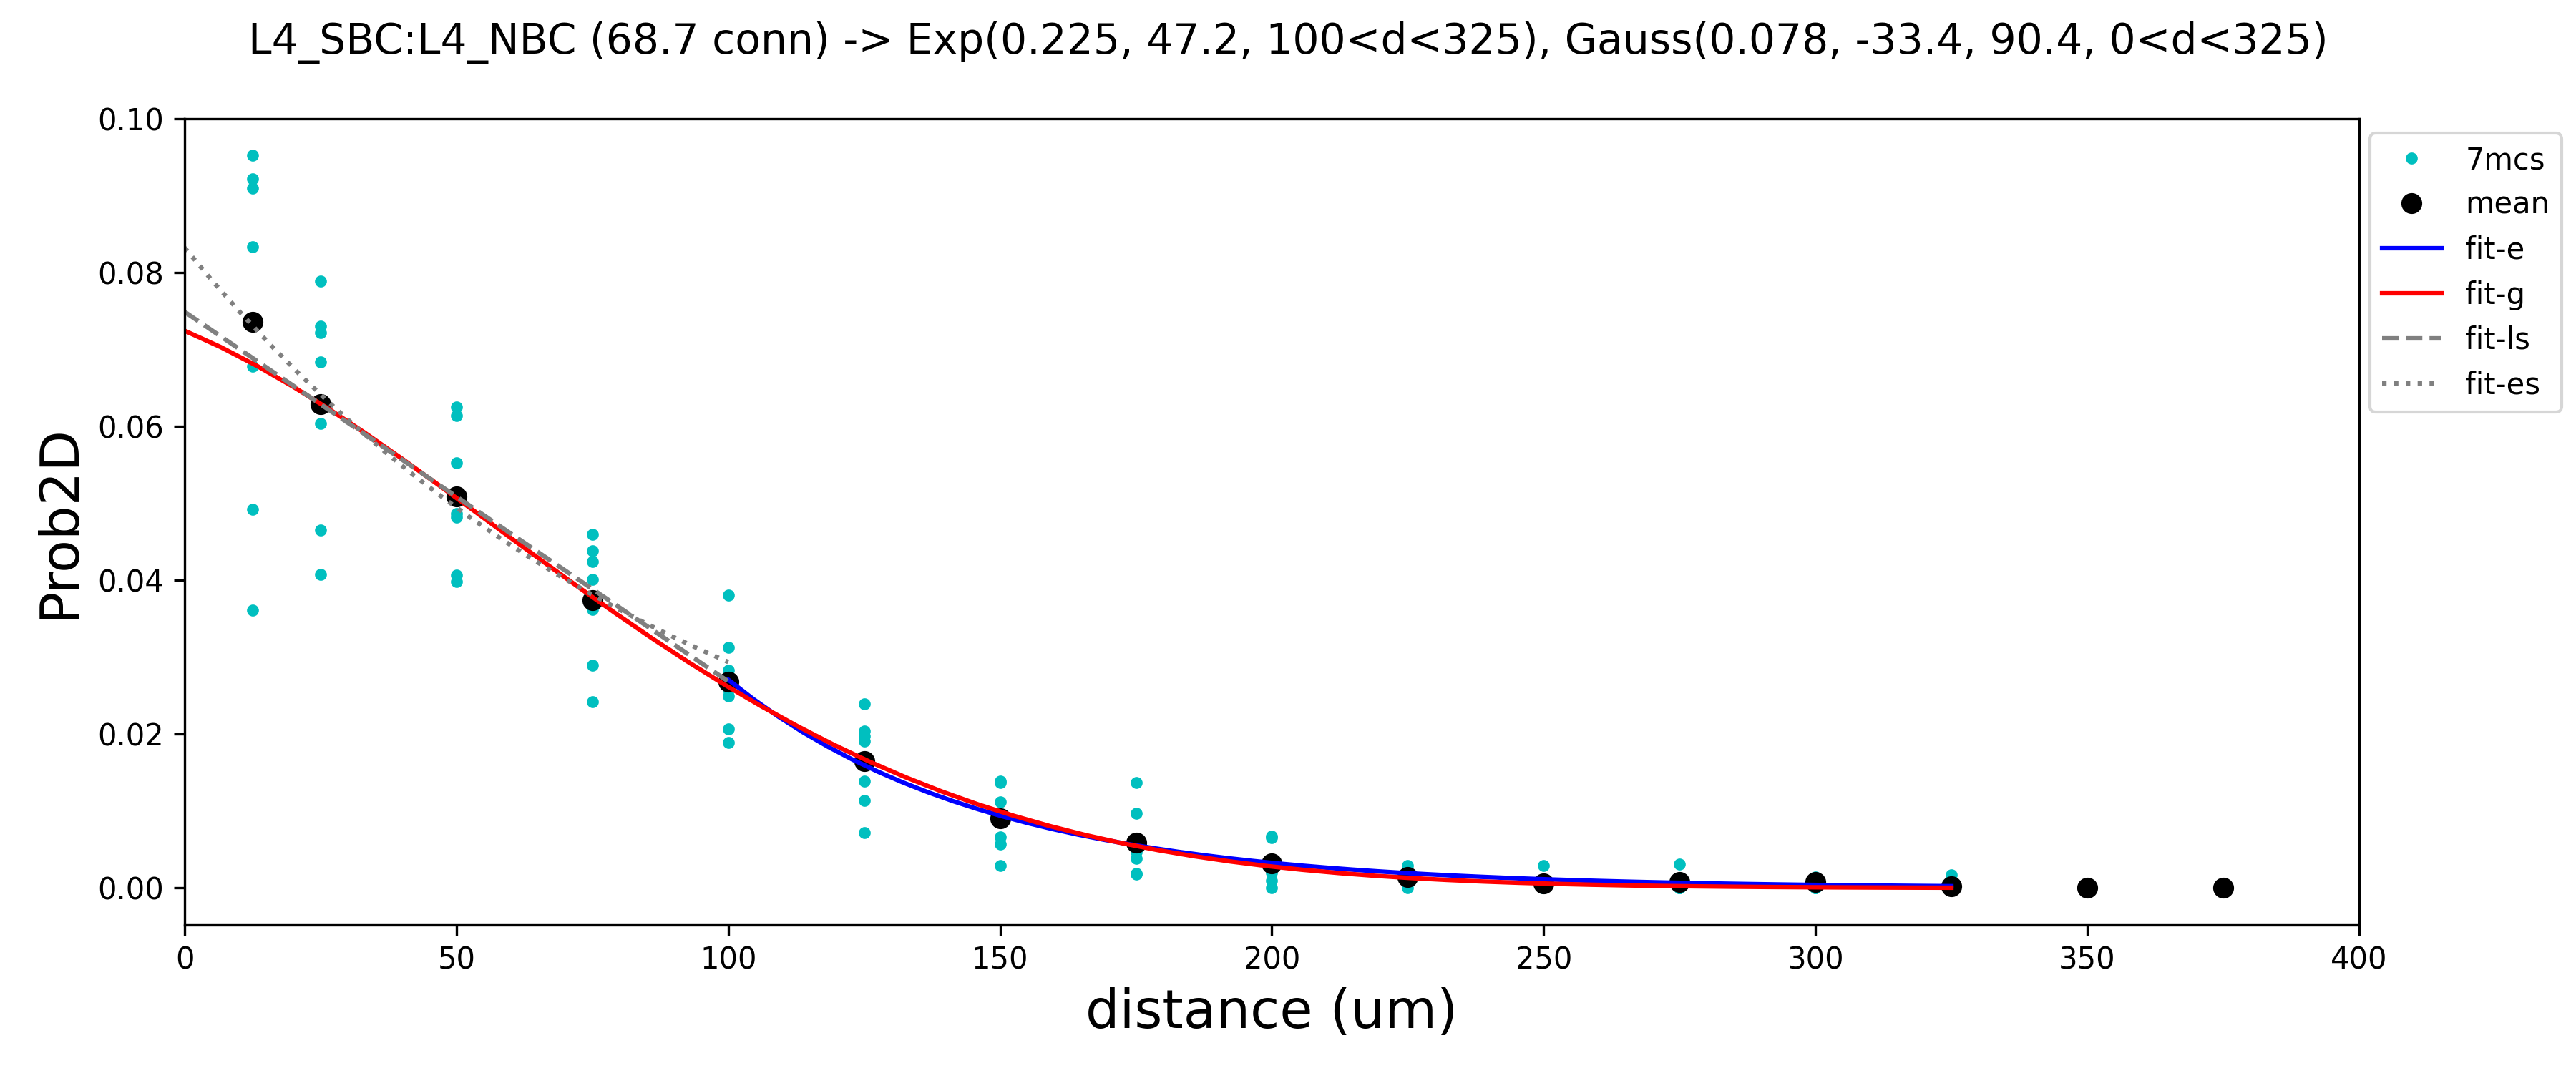 L4_SBC:L4_NBC (68.7 conn) -> Exp(0.225, 47.2, 100<d<325), Gauss(0.078, -33.4, 90.4, 0<d<325)
0.10
0.08
0.06
0.04
0.02
0.00
Prob2D
0 50 100 150 200 250 300 350 400
distance (um)
7mcs
mean
fit-e
fit-g
fit-ls
fit-es